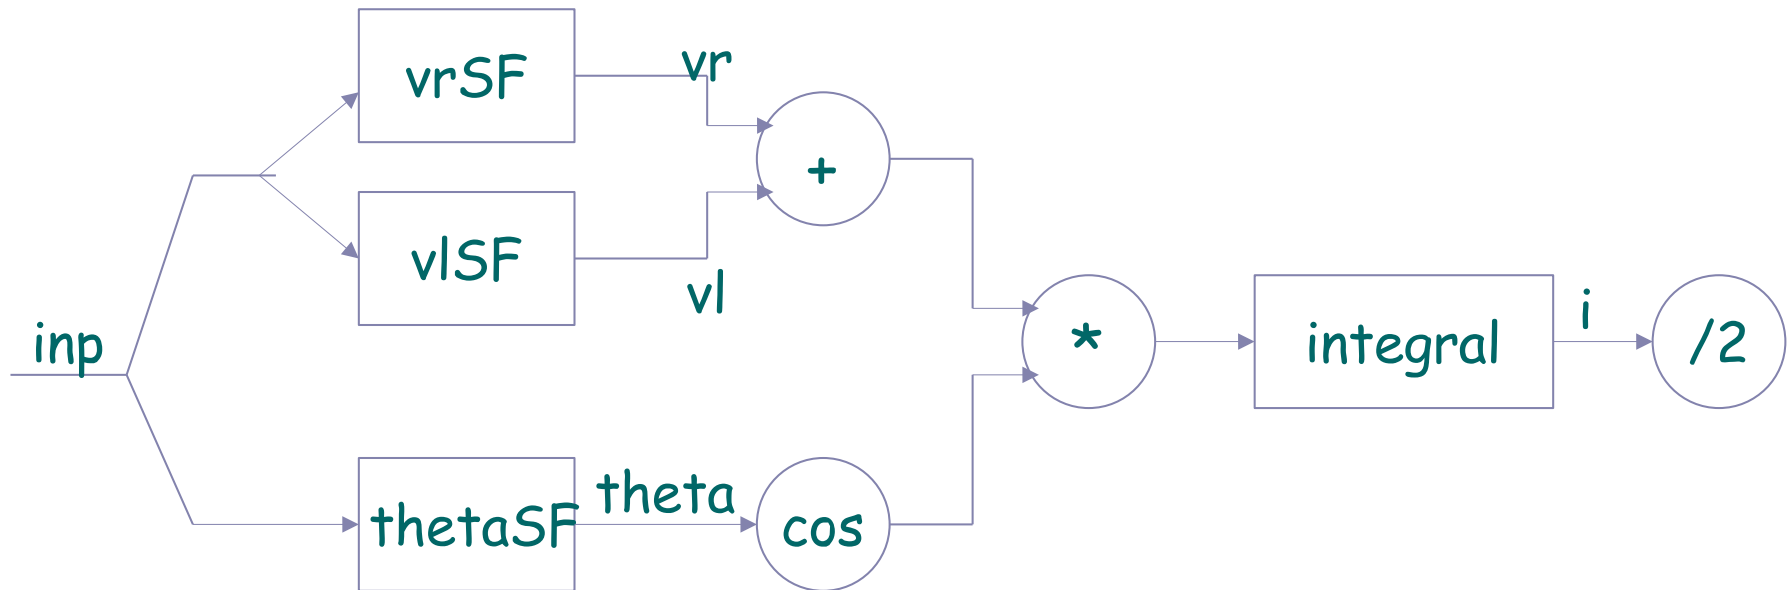 vrSF
vr
+
vlSF
vl
inp
*
integral
i
/2
thetaSF
theta
cos